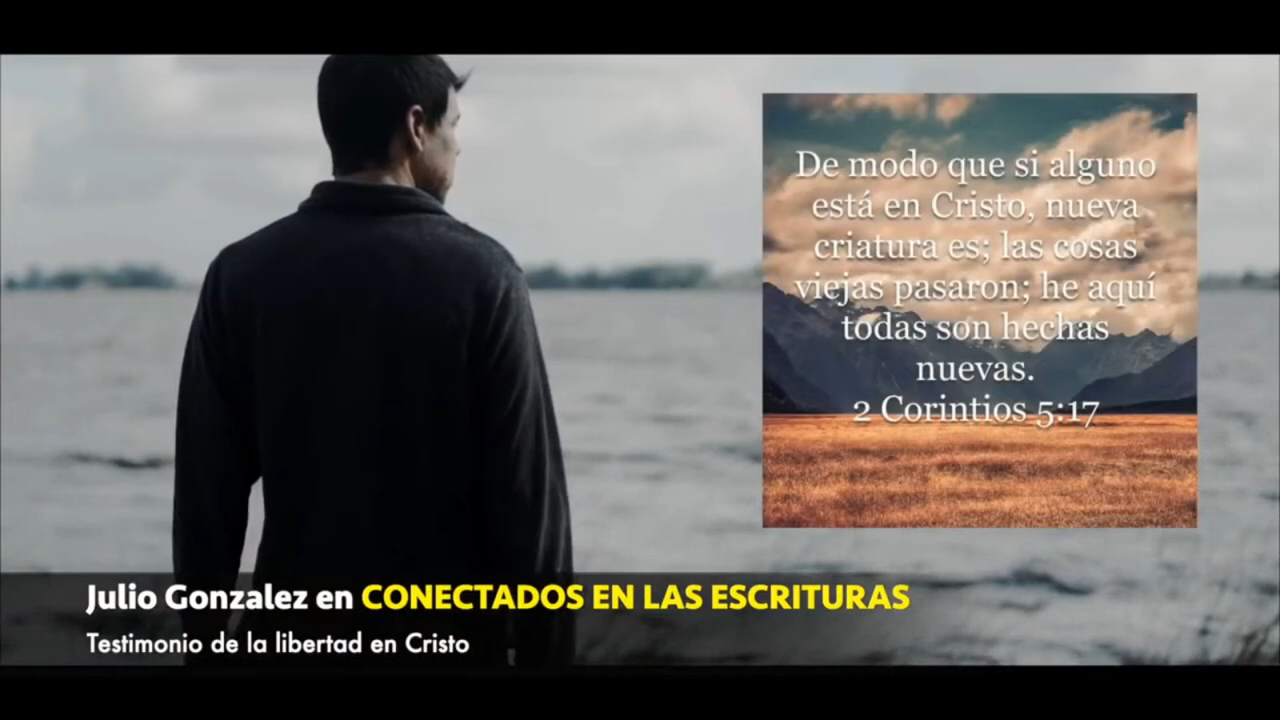 De modo que si alguno
está en Cristo, nueva
criatura es; las cosas
viejas pasaron; he aquí
todas son hechas
nuevas.
2 Corintios 5:17
Julio Gonzalez en CONECTADOS EN LAS ESCRITURAS
Testimonio de la libertad en Cristo